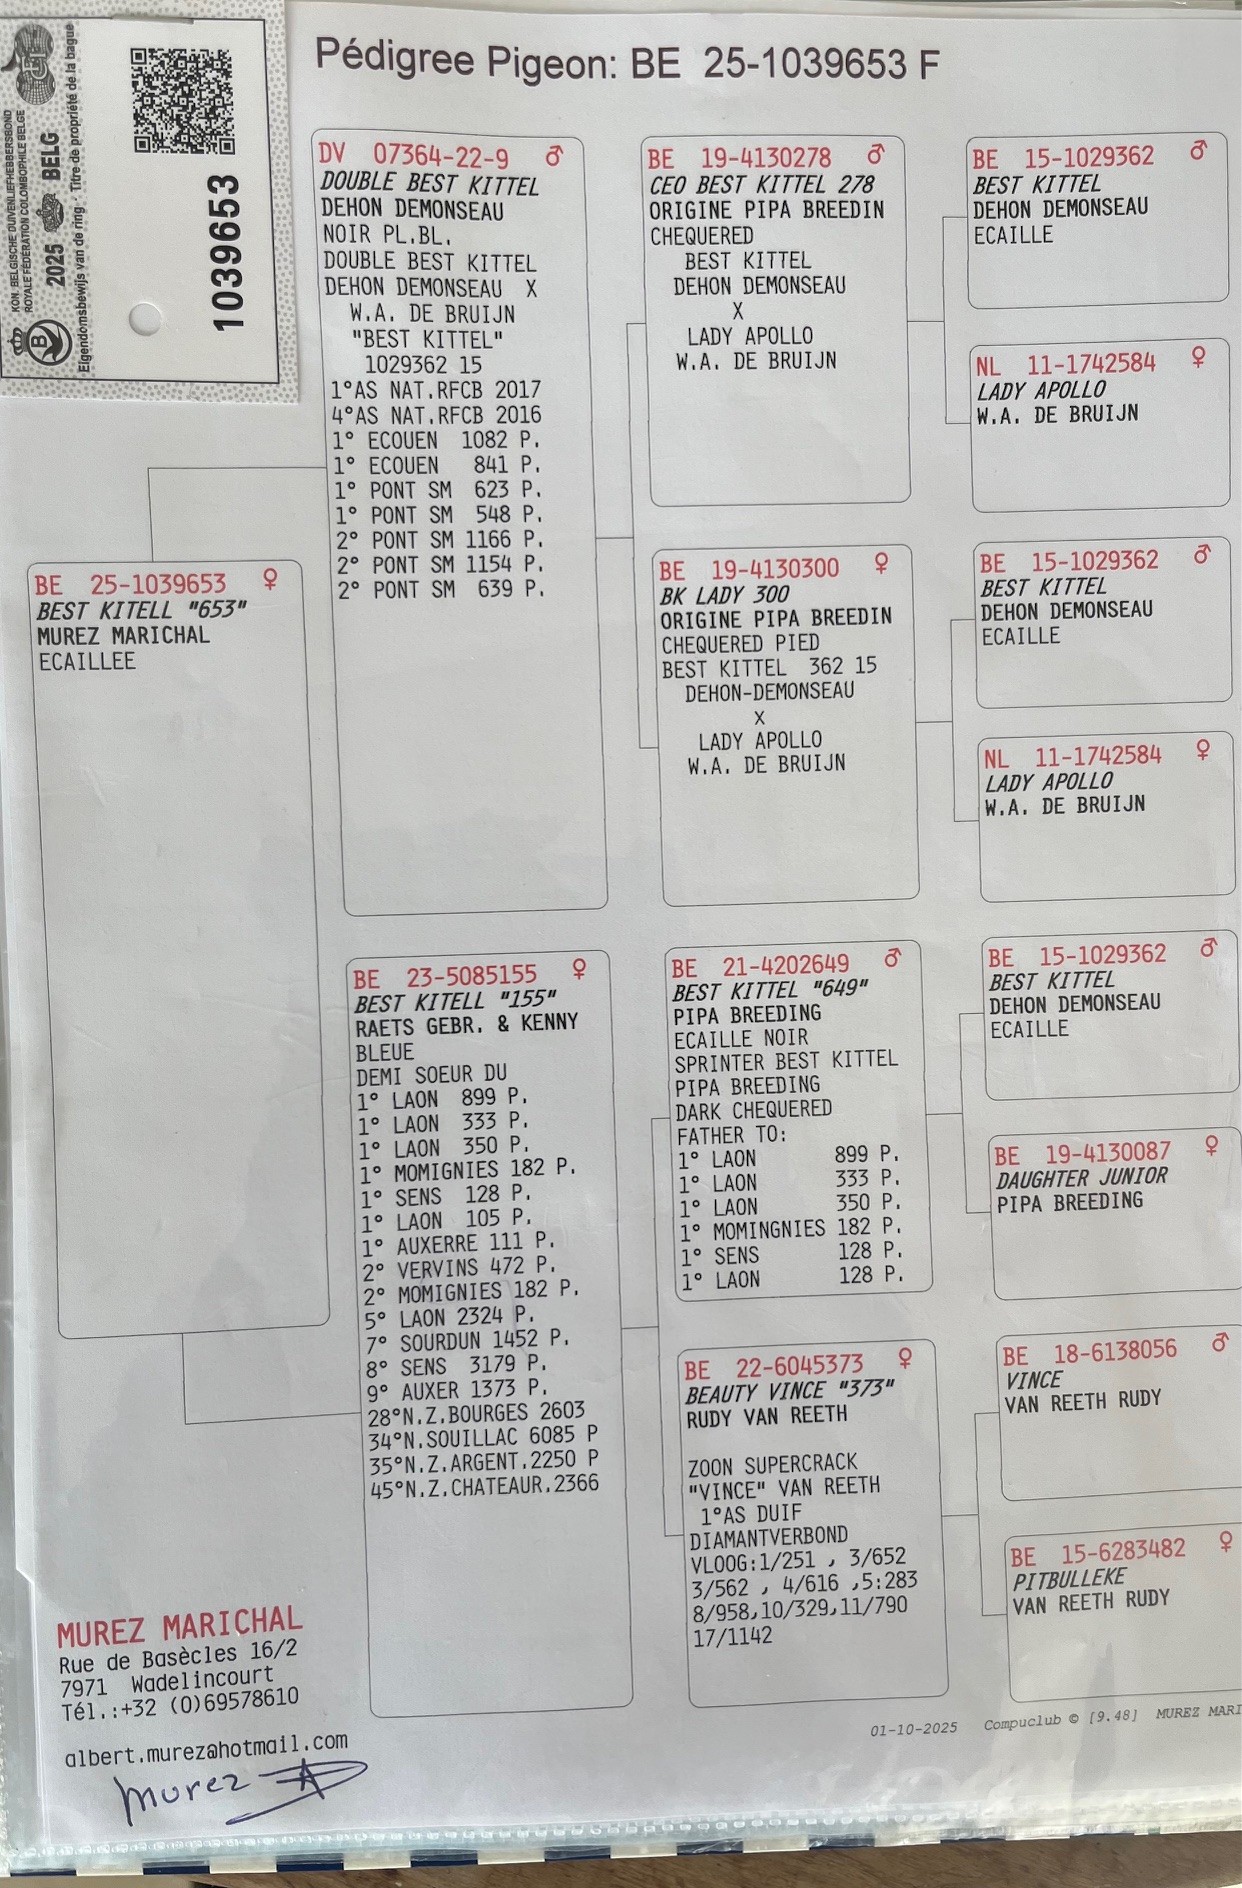 KON. BELGISCHE DUIVENLIEFHEBBERSBOND
ROYALE FÉDÉRATION COLOMBOPHILE BELGE
2025 BELG
Eigendomsbewijs van de ring - Titre de propriété de la bague
1039653
Pédigree Pigeon: BE 25-1039653 F
BE 25-1039653 ♀
BEST KITELL "653"
MUREZ MARICHAL
ECAILLEE
DV 07364-22-9 ♂
DOUBLE BEST KITTEL
DEHON DEMONSEAU
NOIR PL.BL.
DOUBLE BEST KITTEL
DEHON DEMONSEAU X
W.A. DE BRUIJN
"BEST KITTEL"
1029362 15
1°AS NAT.RFCB 2017
4°AS NAT.RFCB 2016
1° ECOUEN 1082 P.
1° ECOUEN 841 P.
1° PONT SM 623 P.
1° PONT SM 548 P.
2° PONT SM 1166 P.
2° PONT SM 1154 P.
2° PONT SM 639 P.
BE 23-5085155 ♀
BEST KITELL "155"
RAETS GEBR. & KENNY
BLEUE
DEMI SOEUR DU
1° LAON 899 P.
1° LAON 333 P.
1° LAON 350 P.
1° MOMIGNIES 182 P.
1° SENS 128 P.
1° LAON 105 P.
1° AUXERRE 111 P.
2° VERVINS 472 P.
2° MOMIGNIES 182 P.
5° LAON 2324 P.
7° SOURDUN 1452 P.
8° SENS 3179 P.
9° AUXER 1373 P.
28°N.Z.BOURGES 2603
34°N.SOUILLAC 6085 P
35°N.Z.ARGENT.2250 P
45°N.Z.CHATEAUR.2366
BE 19-4130278 ♂
CEO BEST KITTEL 278
ORIGINE PIPA BREEDIN
CHEQUERED
BEST KITTEL
DEHON DEMONSEAU
X
LADY APOLLO
W.A. DE BRUIJN
BE 19-4130300 ♀
BK LADY 300
ORIGINE PIPA BREEDIN
CHEQUERED PIED
BEST KITTEL 362 15
DEHON-DEMONSEAU
X
LADY APOLLO
W.A. DE BRUIJN
BE 21-4202649 ♂
BEST KITTEL "649"
PIPA BREEDING
ECAILLE NOIR
SPRINTER BEST KITTEL
PIPA BREEDING
DARK CHEQUERED
FATHER TO:
1° LAON 899 P.
1° LAON 333 P.
1° LAON 350 P.
1° MOMINGNIES 182 P.
1° SENS 128 P.
1° LAON 128 P.
BE 22-6045373 ♀
BEAUTY VINCE "373"
RUDY VAN REETH
ZOON SUPERCRACK
"VINCE" VAN REETH
1°AS DUIF
DIAMANTVERBOND
VLOOG:1/251 , 3/652
3/562 , 4/616 ,5:283
8/958,10/329,11/790
17/1142
BE 15-1029362 ♂
BEST KITTEL
DEHON DEMONSEAU
ECAILLE
NL 11-1742584 ♀
LADY APOLLO
W.A. DE BRUIJN
BE 15-1029362 ♂
BEST KITTEL
DEHON DEMONSEAU
ECAILLE
NL 11-1742584 ♀
LADY APOLLO
W.A. DE BRUIJN
BE 15-1029362 ♂
BEST KITTEL
DEHON DEMONSEAU
ECAILLE
BE 19-4130087 ♀
DAUGHTER JUNIOR
PIPA BREEDING
BE 18-6138056 ♂
VINCE
VAN REETH RUDY
BE 15-6283482 ♀
PITBULLEKE
VAN REETH RUDY
MUREZ MARICHAL
Rue de Basècles 16/2
7971 Wadelincourt
Tél.:+32 (0)69578610
albert.murez@hotmail.com
Murez
01-10-2025 Compuclub © [9.48] MUREZ MARI